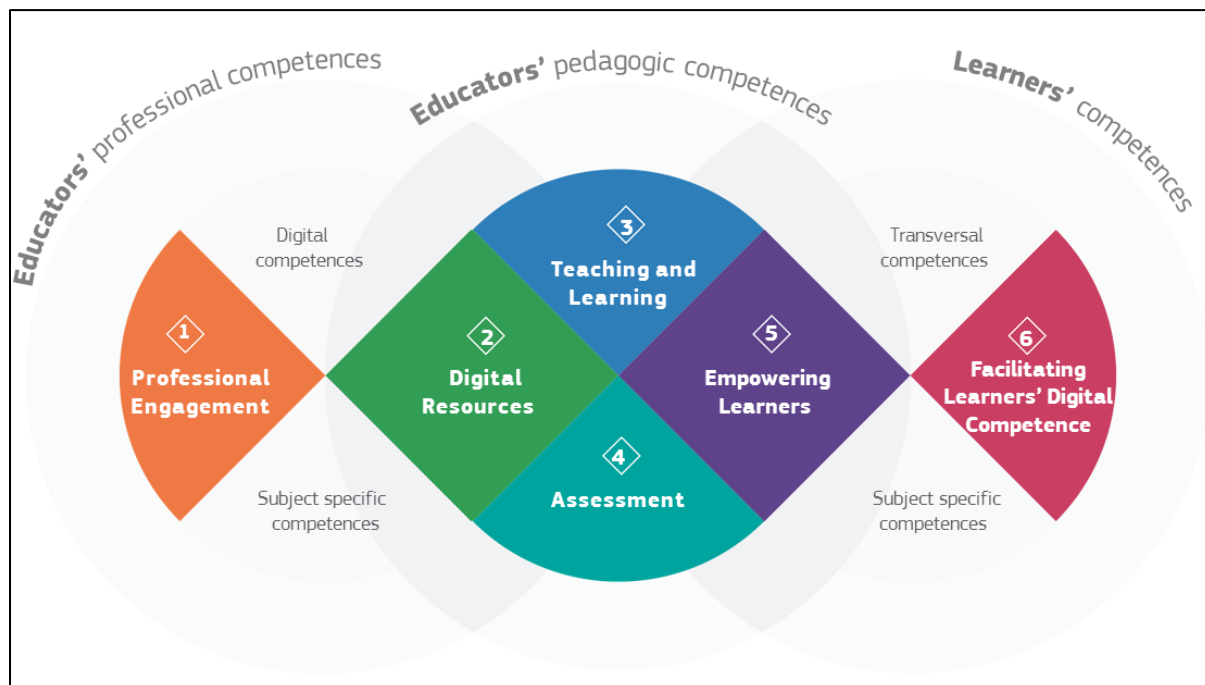 Educators’ professional competences
Educators’ pedagogic competences
Learners’ competences
Digital
competences
Transversal
competences
1
Professional
Engagement
2
Digital
Resources
3
Teaching and
Learning
4
Assessment
5
Empowering
Learners
6
Facilitating
Learners’ Digital
Competence
Subject specific
competences
Subject specific
competences